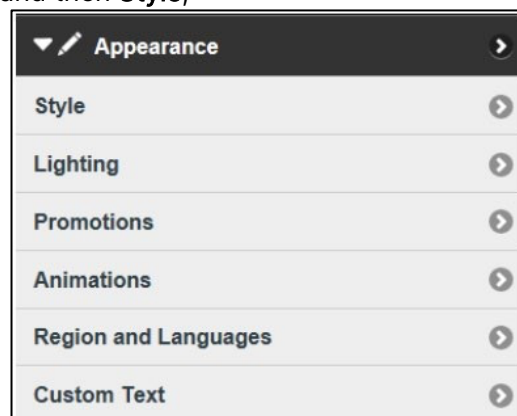 and then Style,
Appearance
Style
Lighting
Promotions
Animations
Region and Languages
Custom Text